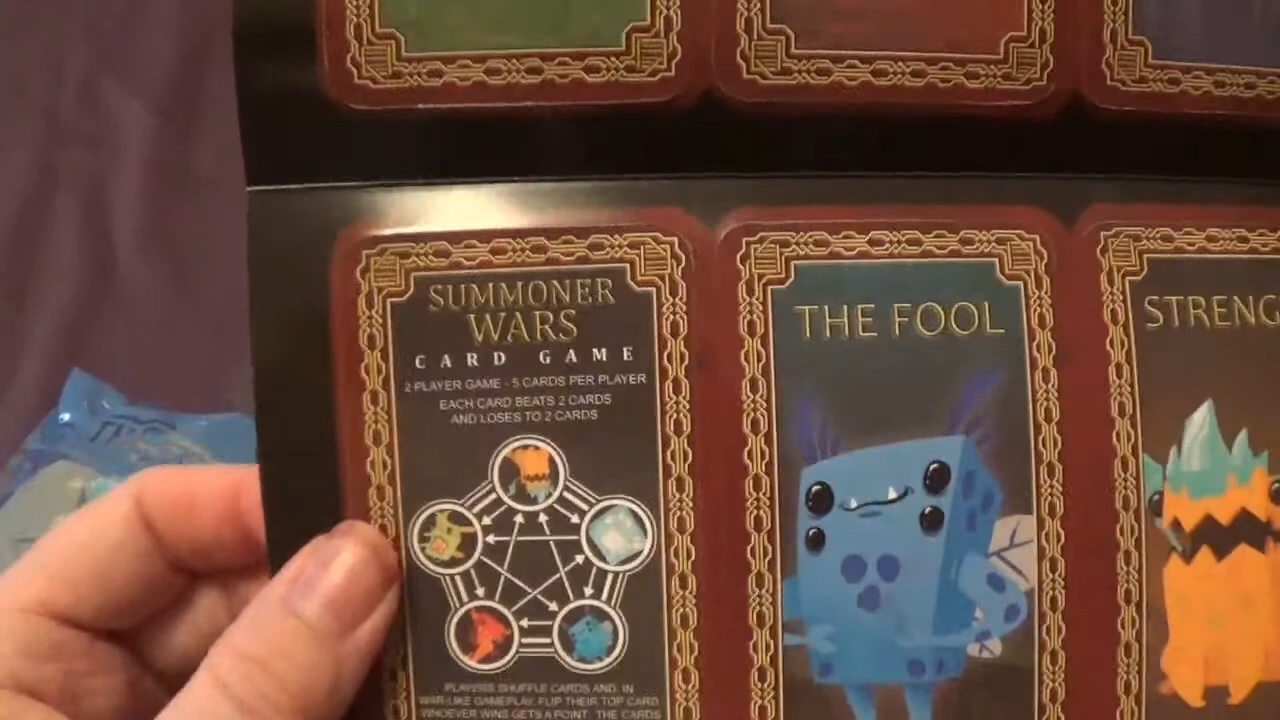 SUMMONER
WARS
CARD GAME
2 PLAYER GAME - 5 CARDS PER PLAYER
EACH CARD BEATS 2 CARDS
AND LOSES TO 2 CARDS
PLAYERS SHUFFLE CARDS AND, IN
WAR-LIKE GAMEPLAY, FLIP THEIR TOP CARD
WHOEVER WINS GETS A POINT. THE CARDS
THE FOOL
STRENG